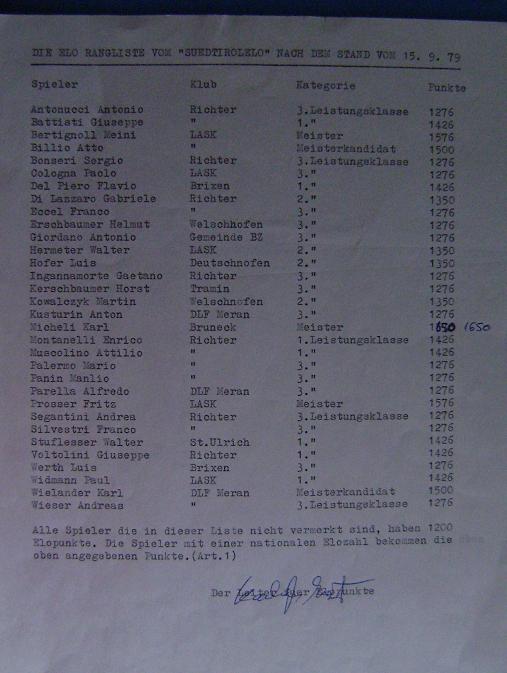 DIE ELO RANGLISTE VOM "SUEDTIROLELO" NACH DEM STAND VOM 15. 9. 79
Spieler Klub Kategorie Punkte
Antonucci Antonio Richter 3.Leistungsklasse 1276
Battisti Giuseppe " 1." 1426
Bertignoll Meini LASK Meister 1576
Billio Atto " Meisterkandidat 1500
Bonseri Sergio Richter 3.Leistungsklasse 1276
Cologna Paolo LASK 3." 1276
Del Piero Flavio Brixen 1." 1426
Di Lanzaro Gabriele Richter 2." 1350
Eccel Franco " 3." 1276
Erschbaumer Helmut Welschhofen 3." 1276
Giordano Antonio Gemeinde BZ 3." 1276
Hermeter Walter LASK 2." 1350
Hofer Luis Deutschnofen 2." 1350
Ingannamorte Gaetano Richter 3." 1276
Kerschbaumer Horst Tramin 3." 1276
Kowalczyk Martin Welschnofen 2." 1350
Kusturin Anton DLF Meran 3." 1276
Micheli Karl Bruneck Meister 1650 1650
Montanelli Enrico Richter 1.Leistungsklasse 1426
Muscolino Attilio " 1." 1426
Palermo Mario " 3." 1276
Panin Manlio " 3." 1276
Parella Alfredo DLF Meran 3." 1276
Prosser Fritz LASK Meister 1576
Segantini Andrea Richter 3.Leistungsklasse 1276
Silvestri Franco " 3." 1276
Stuflesser Walter St.Ulrich 1." 1426
Voltolini Giuseppe Richter 1." 1426
Werth Luis Brixen 3." 1276
Widmann Paul LASK 1." 1426
Wielander Karl DLF Meran Meisterkandidat 1500
Wieser Andreas " 3.Leistungsklasse 1276
Alle Spieler die in dieser Liste nicht vermerkt sind, haben 1200
Elopunkte. Die Spieler mit einer nationalen Elozahl bekommen die oben
oben angegebenen Punkte.(Art.1)
Der Leiter der Elopunkte